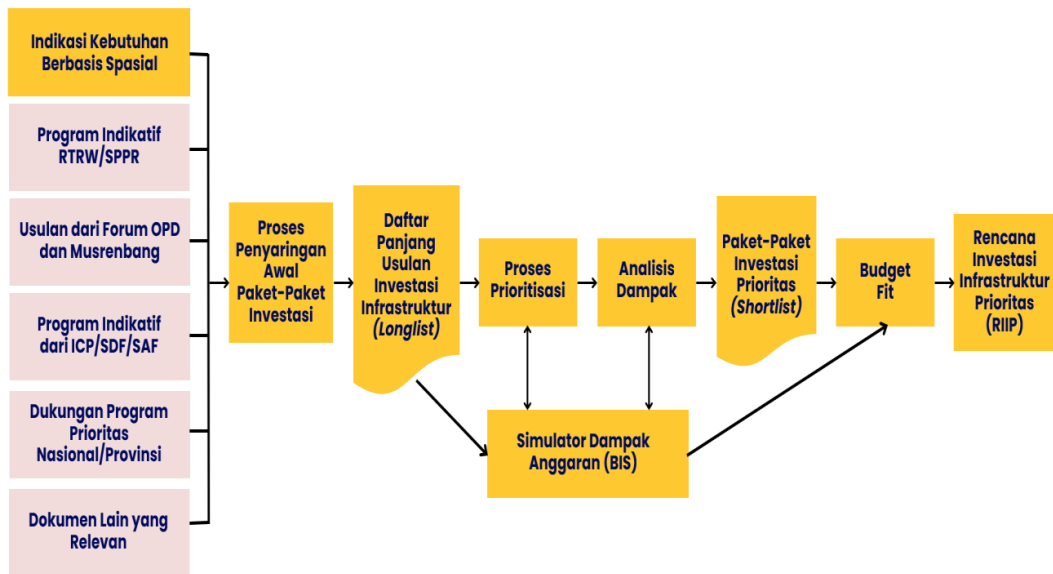 Indikasi Kebutuhan
Berbasis Spasial
Program Indikatif
RTRW/SPPR
Usulan dari Forum OPD
dan Musrenbang
Program Indikatif
dari ICP/SDF/SAF
Dukungan Program
Prioritas
Nasional/Provinsi
Dokumen Lain yang
Relevan
Proses
Penyaringan
Awal
Paket-Paket
Investasi
Daftar
Panjang
Usulan
Investasi
Infrastruktur
(Longlist)
Proses
Prioritisasi
Analisis
Dampak
Paket-Paket
Investasi
Prioritas
(Shortlist)
Budget
Fit
Rencana
Investasi
Infrastruktur
Prioritas
(RIIP)
Simulator Dampak
Anggaran (BIS)